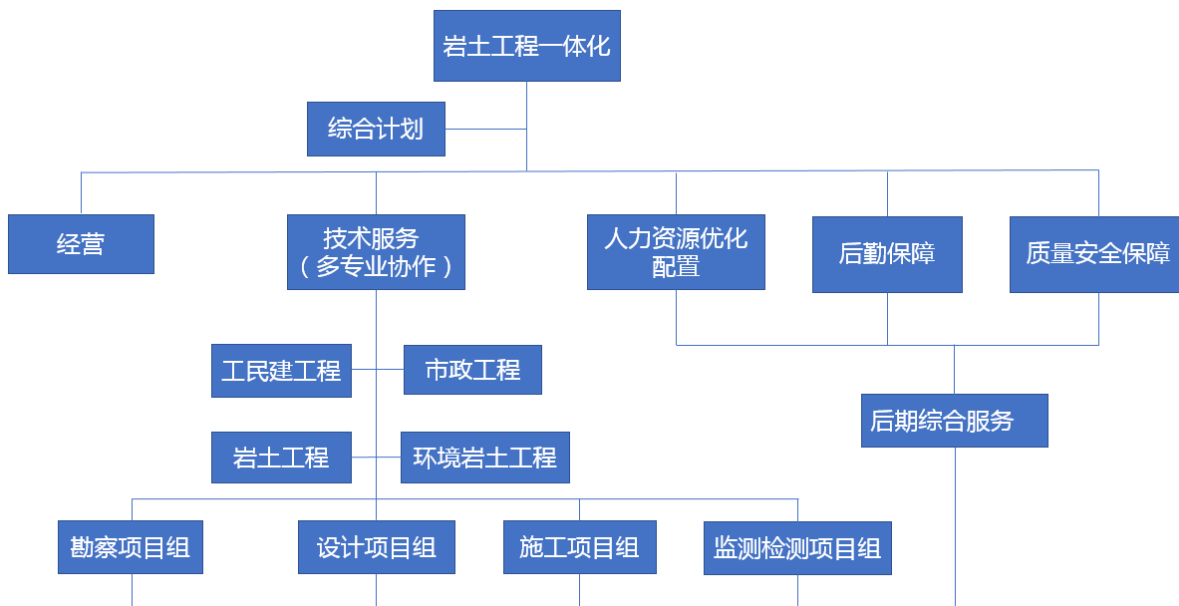 岩土工程一体化
综合计划
经营
技术服务
（多专业协作）
人力资源优化
配置
后勤保障
质量安全保障
工民建工程
市政工程
后期综合服务
岩土工程
环境岩土工程
勘察项目组
设计项目组
施工项目组
监测检测项目组